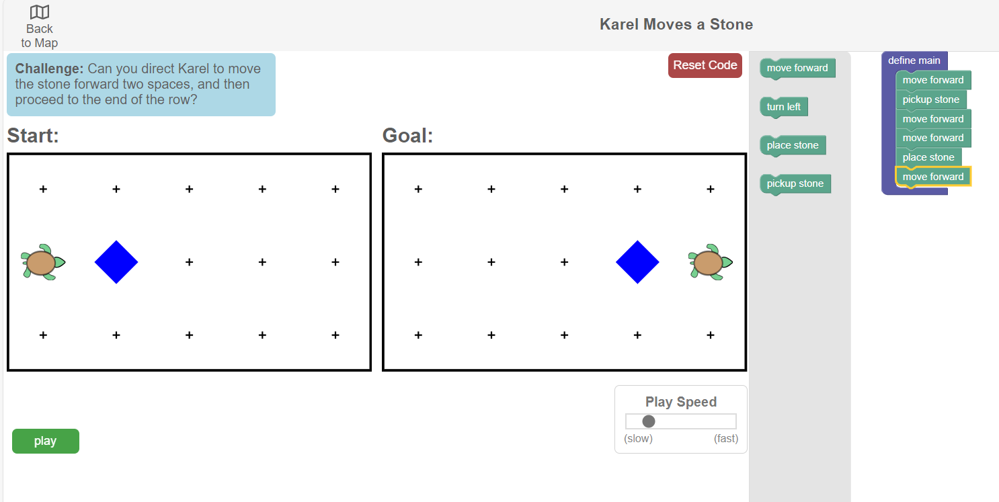 Back
to Map
Karel Moves a Stone
Challenge: Can you direct Karel to move
the stone forward two spaces, and then
proceed to the end of the row?
Reset Code
Start:
Goal:
play
Play Speed
(slow) (fast)
move forward
turn left
place stone
pickup stone
define main
move forward
pickup stone
move forward
move forward
place stone
move forward